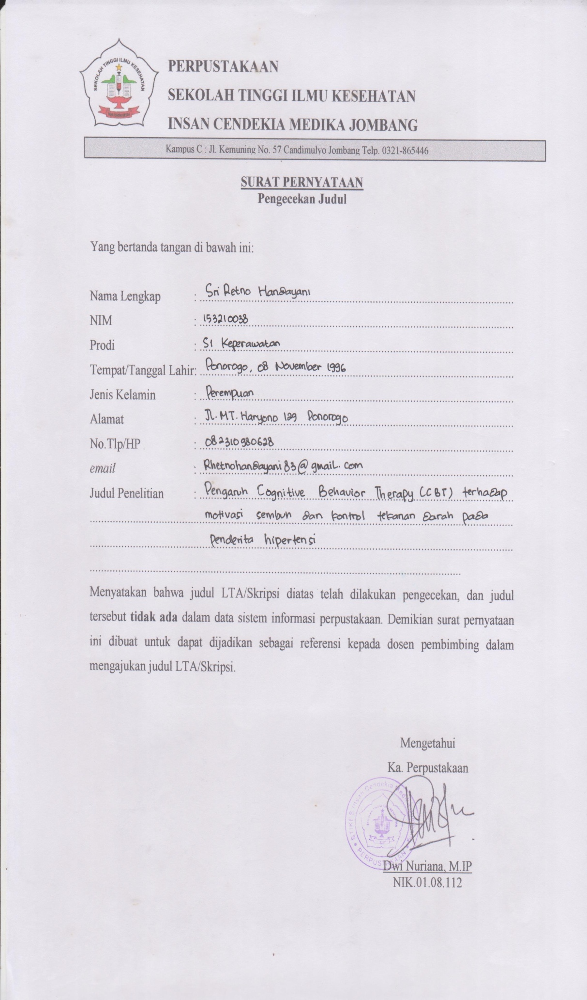 SEKOLAH TINGGI ILMU KESEHATAN
PERPUSTAKAAN
SEKOLAH TINGGI ILMU KESEHATAN
INSAN CENDEKIA MEDIKA JOMBANG
Kampus C : Jl. Kemuning No. 57 Candimulyo Jombang Telp. 0321-865446
SURAT PERNYATAAN
Pengecekan Judul
Yang bertanda tangan di bawah ini:
Nama Lengkap : Sri Retno Handayani
NIM : 153210038
Prodi : S1 Keperawatan
Tempat/Tanggal Lahir: Ponorogo, 08 November 1996
Jenis Kelamin : Perempuan
Alamat : Jl. MT. Haryono 129 Ponorogo
No.Tlp/HP : 082310980628
email : Rhetnohandayani83@gmail.com
Judul Penelitian : Pengaruh Cognitive Behavior Therapy (CBT) terhadap
motivasi sembuh dan kontrol tekanan darah pada
penderita hipertensi
Menyatakan bahwa judul LTA/Skripsi diatas telah dilakukan pengecekan, dan judul
tersebut tidak ada dalam data sistem informasi perpustakaan. Demikian surat pernyataan
ini dibuat untuk dapat dijadikan sebagai referensi kepada dosen pembimbing dalam
mengajukan judul LTA/Skripsi.
Mengetahui
Ka. Perpustakaan
STIKES Insan Cendekia
PERPUSTAKAAN
Dwi Nuriana, M.IP
NIK.01.08.112